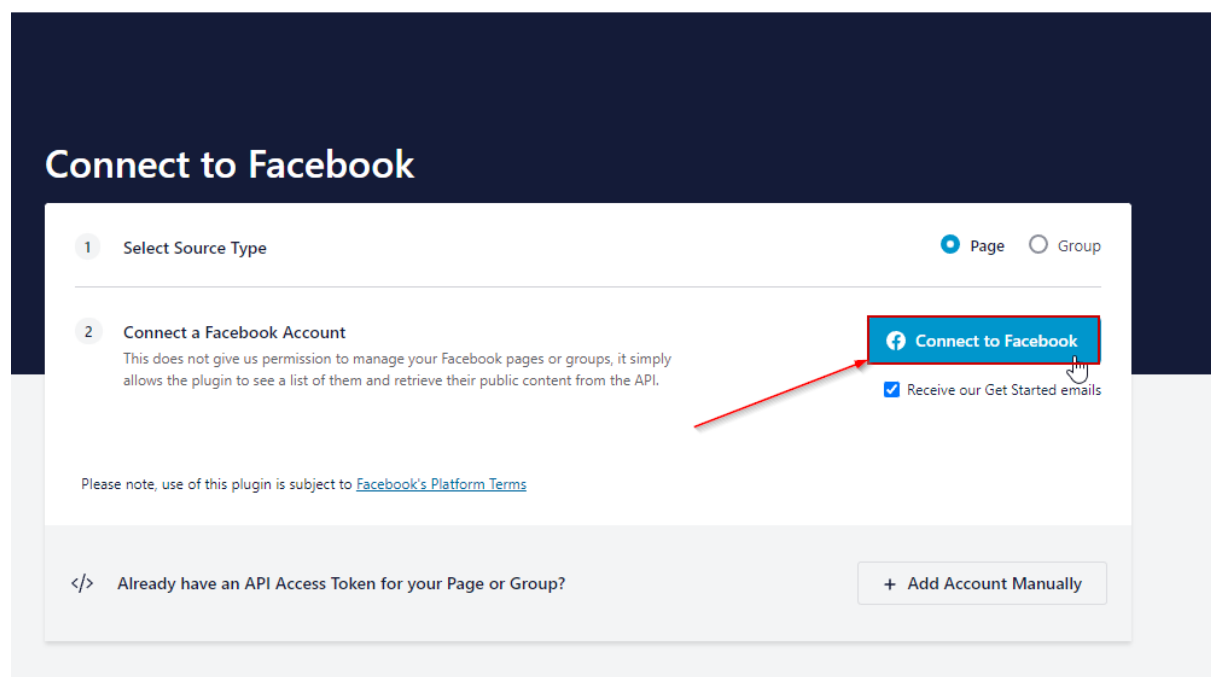 Connect to Facebook
1 Select Source Type Page Group
2 Connect a Facebook Account
This does not give us permission to manage your Facebook pages or groups, it simply
allows the plugin to see a list of them and retrieve their public content from the API.
Connect to Facebook
Receive our Get Started emails
Please note, use of this plugin is subject to Facebook's Platform Terms
</> Already have an API Access Token for your Page or Group? + Add Account Manually